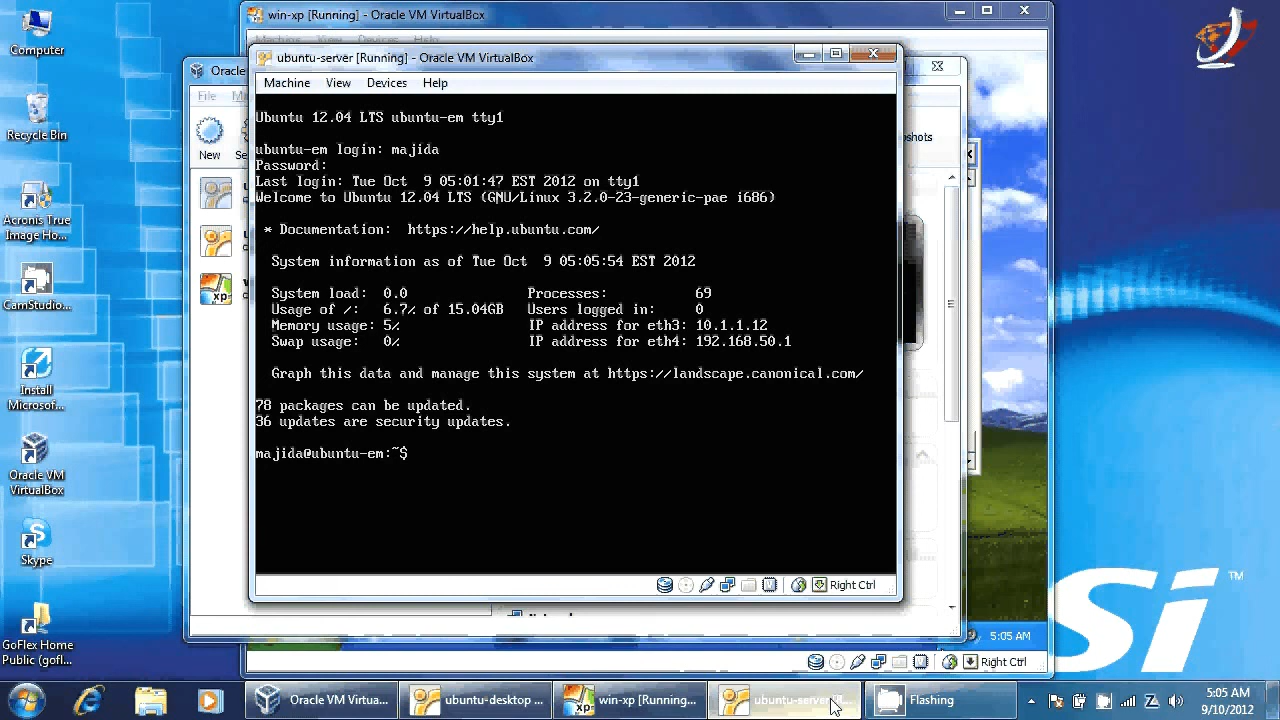 win-xp [Running] - Oracle VM VirtualBox
ubuntu-server [Running] - Oracle VM VirtualBox
Machine View Devices Help
Oracle
File
New
Ubuntu 12.04 LTS ubuntu-em tty1
ubuntu-em login: majida
Password:
Last login: Tue Oct  9 05:01:47 EST 2012 on tty1
Welcome to Ubuntu 12.04 LTS (GNU/Linux 3.2.0-23-generic-pae i686)
* Documentation:  https://help.ubuntu.com/
System information as of Tue Oct  9 05:05:54 EST 2012
System load:  0.0 Processes: 69
Usage of /: 6.7% of 15.04GB Users logged in: 0
Memory usage: 5% IP address for eth3: 10.1.1.12
Swap usage: 0% IP address for eth4: 192.168.50.1
Graph this data and manage this system at https://landscape.canonical.com/
78 packages can be updated.
36 updates are security updates.
majida@ubuntu-em:~$
Right Ctrl
5:05 AM
Right Ctrl
Computer
Recycle Bin
Acronis True
Image Ho...
CamStudio...
Install
Microsoft...
Oracle VM
VirtualBox
Skype
GoFlex Home
Public (gofl...
Si™
Oracle VM Virtua...
ubuntu-desktop ...
win-xp [Running...
ubuntu-server
Flashing
5:05 AM
9/10/2012